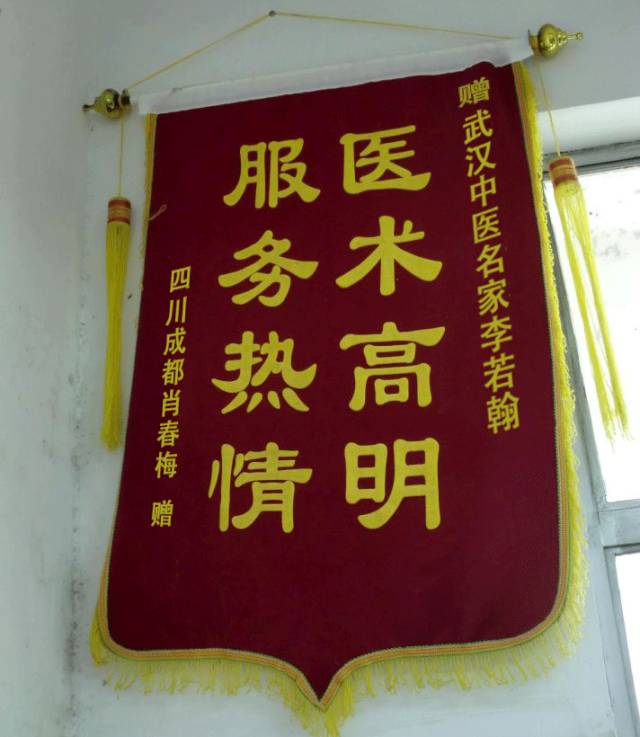 赠武汉中医名家李若翰
医术高明
服务热情
四川成都肖春梅 赠